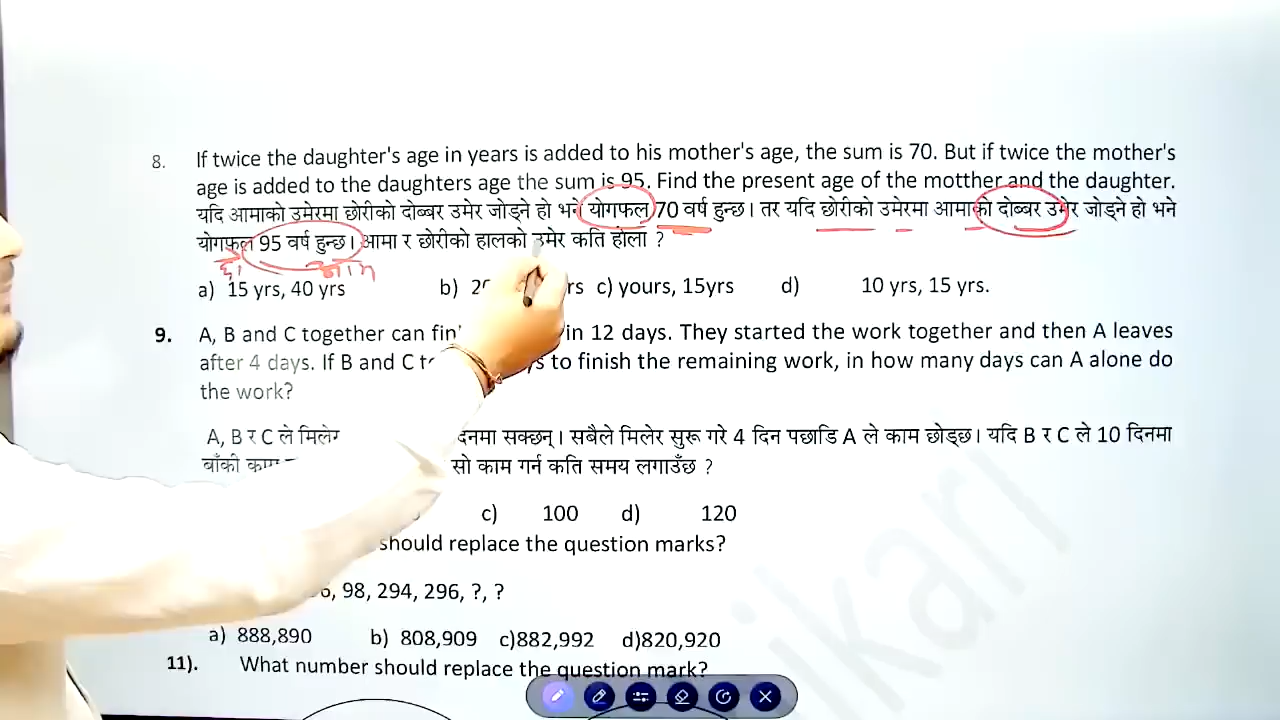 8. If twice the daughter's age in years is added to his mother's age, the sum is 70. But if twice the mother's
age is added to the daughters age the sum is 95. Find the present age of the motther and the daughter.
यदि आमाको उमेरमा छोरीको दोब्बर उमेर जोड्ने हो भने योगफल 70 वर्ष हुन्छ। तर यदि छोरीको उमेरमा आमाको दोब्बर उमेर जोड्ने हो भने
योगफल 95 वर्ष हुन्छ। आमा र छोरीको हालको उमेर कति होला ?
a) 15 yrs, 40 yrs b) c) yours, 15yrs d) 10 yrs, 15 yrs.
9. A, B and C together can in 12 days. They started the work together and then A leaves
after 4 days. If B and C to finish the remaining work, in how many days can A alone do
the work?
A, B र C ले मिलेर सक्छन्। सबैले मिलेर सुरू गरे 4 दिन पछाडि A ले काम छोड्छ। यदि B र C ले 10 दिनमा
बाँकी काम सो काम गर्न कति समय लगाउँछ ?
c) 100 d) 120
should replace the question marks?
98, 294, 296, ?, ?
a) 888,890 b) 808,909 c)882,992 d)820,920
11). What number should replace the question mark?